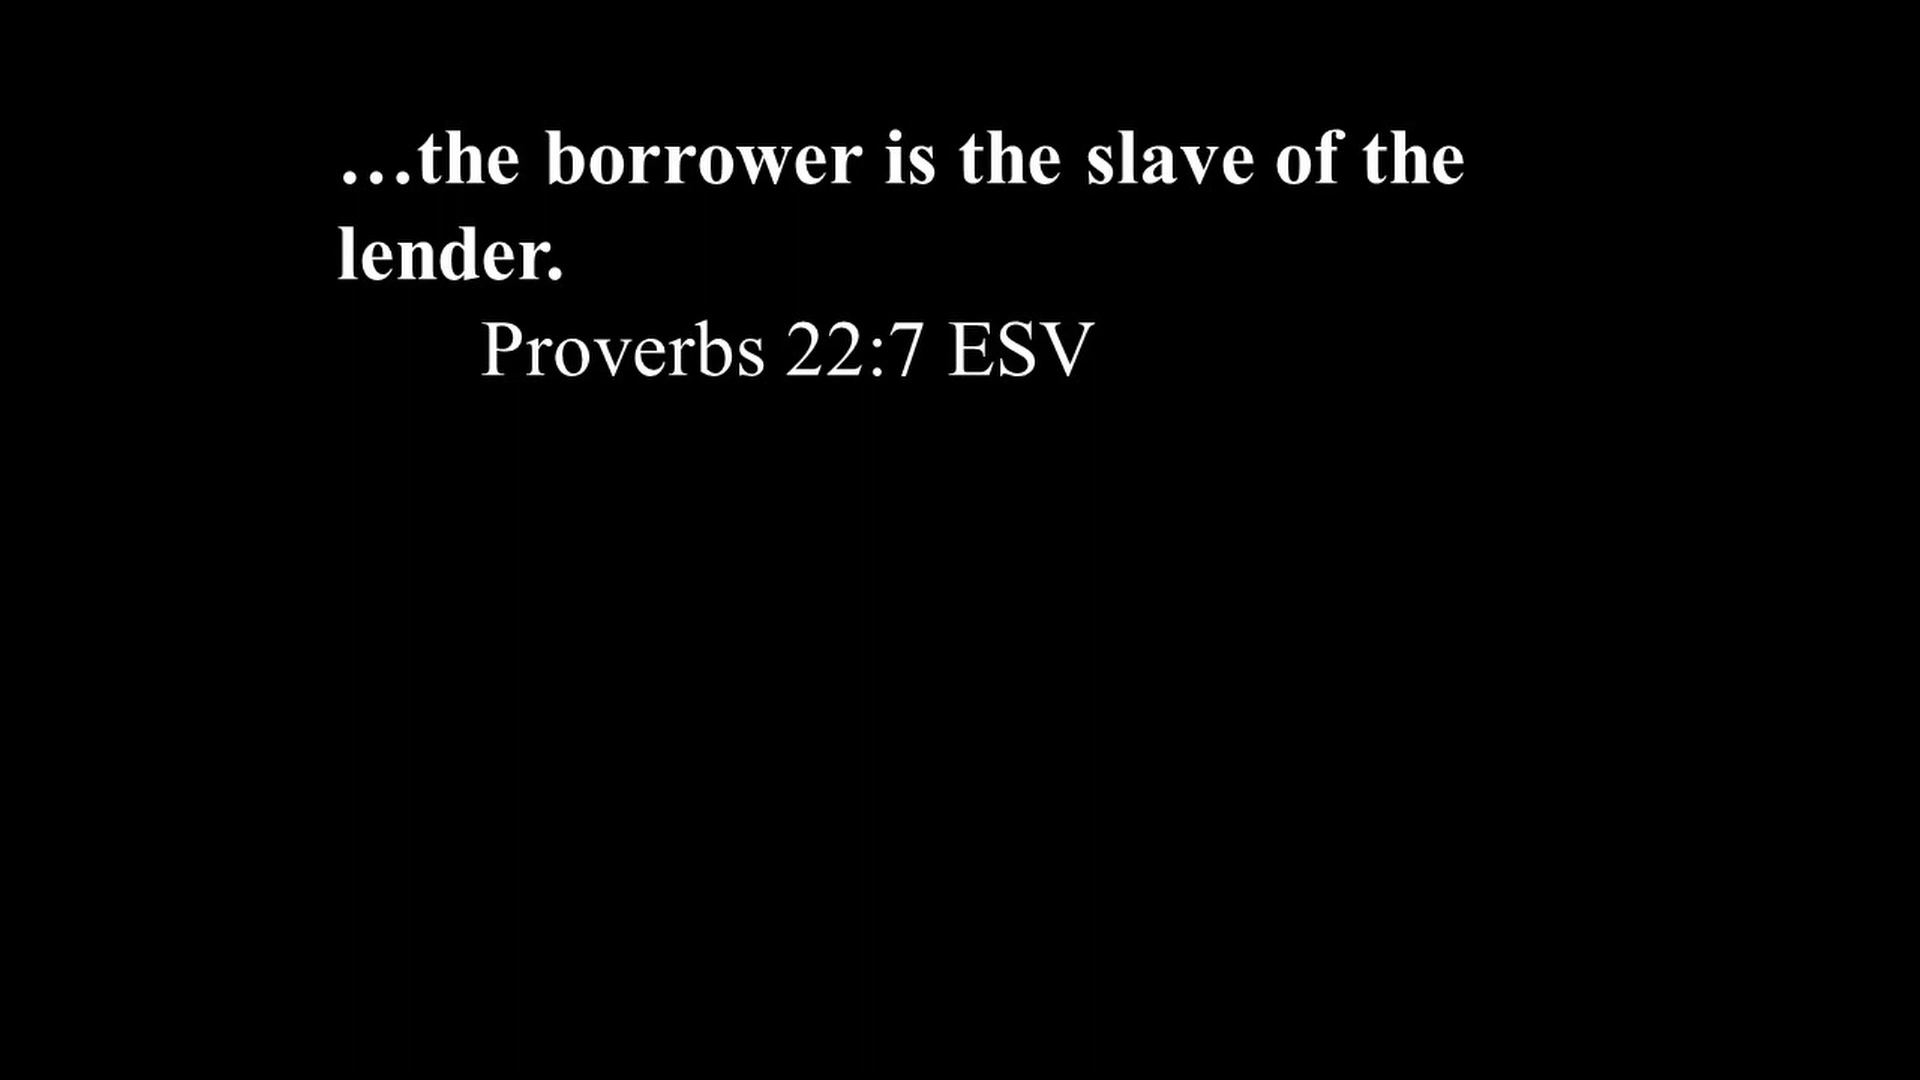 …the borrower is the slave of the
lender.
Proverbs 22:7 ESV